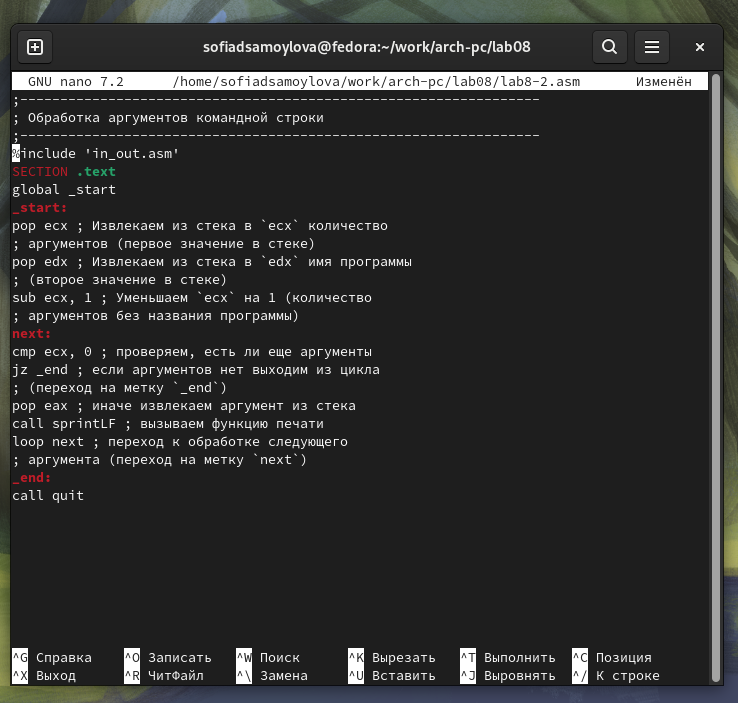 sofiadsamoylova@fedora:~/work/arch-pc/lab08
GNU nano 7.2 /home/sofiadsamoylova/work/arch-pc/lab08/lab8-2.asm Изменён
;-----------------------------------------------------------------
; Обработка аргументов командной строки
;-----------------------------------------------------------------
%include 'in_out.asm'
SECTION .text
global _start
_start:
pop ecx ; Извлекаем из стека в `ecx` количество
; аргументов (первое значение в стеке)
pop edx ; Извлекаем из стека в `edx` имя программы
; (второе значение в стеке)
sub ecx, 1 ; Уменьшаем `ecx` на 1 (количество
; аргументов без названия программы)
next:
cmp ecx, 0 ; проверяем, есть ли еще аргументы
jz _end ; если аргументов нет выходим из цикла
; (переход на метку `_end`)
pop eax ; иначе извлекаем аргумент из стека
call sprintLF ; вызываем функцию печати
loop next ; переход к обработке следующего
; аргумента (переход на метку `next`)
_end:
call quit
^G Справка ^O Записать ^W Поиск ^K Вырезать ^T Выполнить ^C Позиция
^X Выход ^R ЧитФайл ^\ Замена ^U Вставить ^J Выровнять ^/ К строке